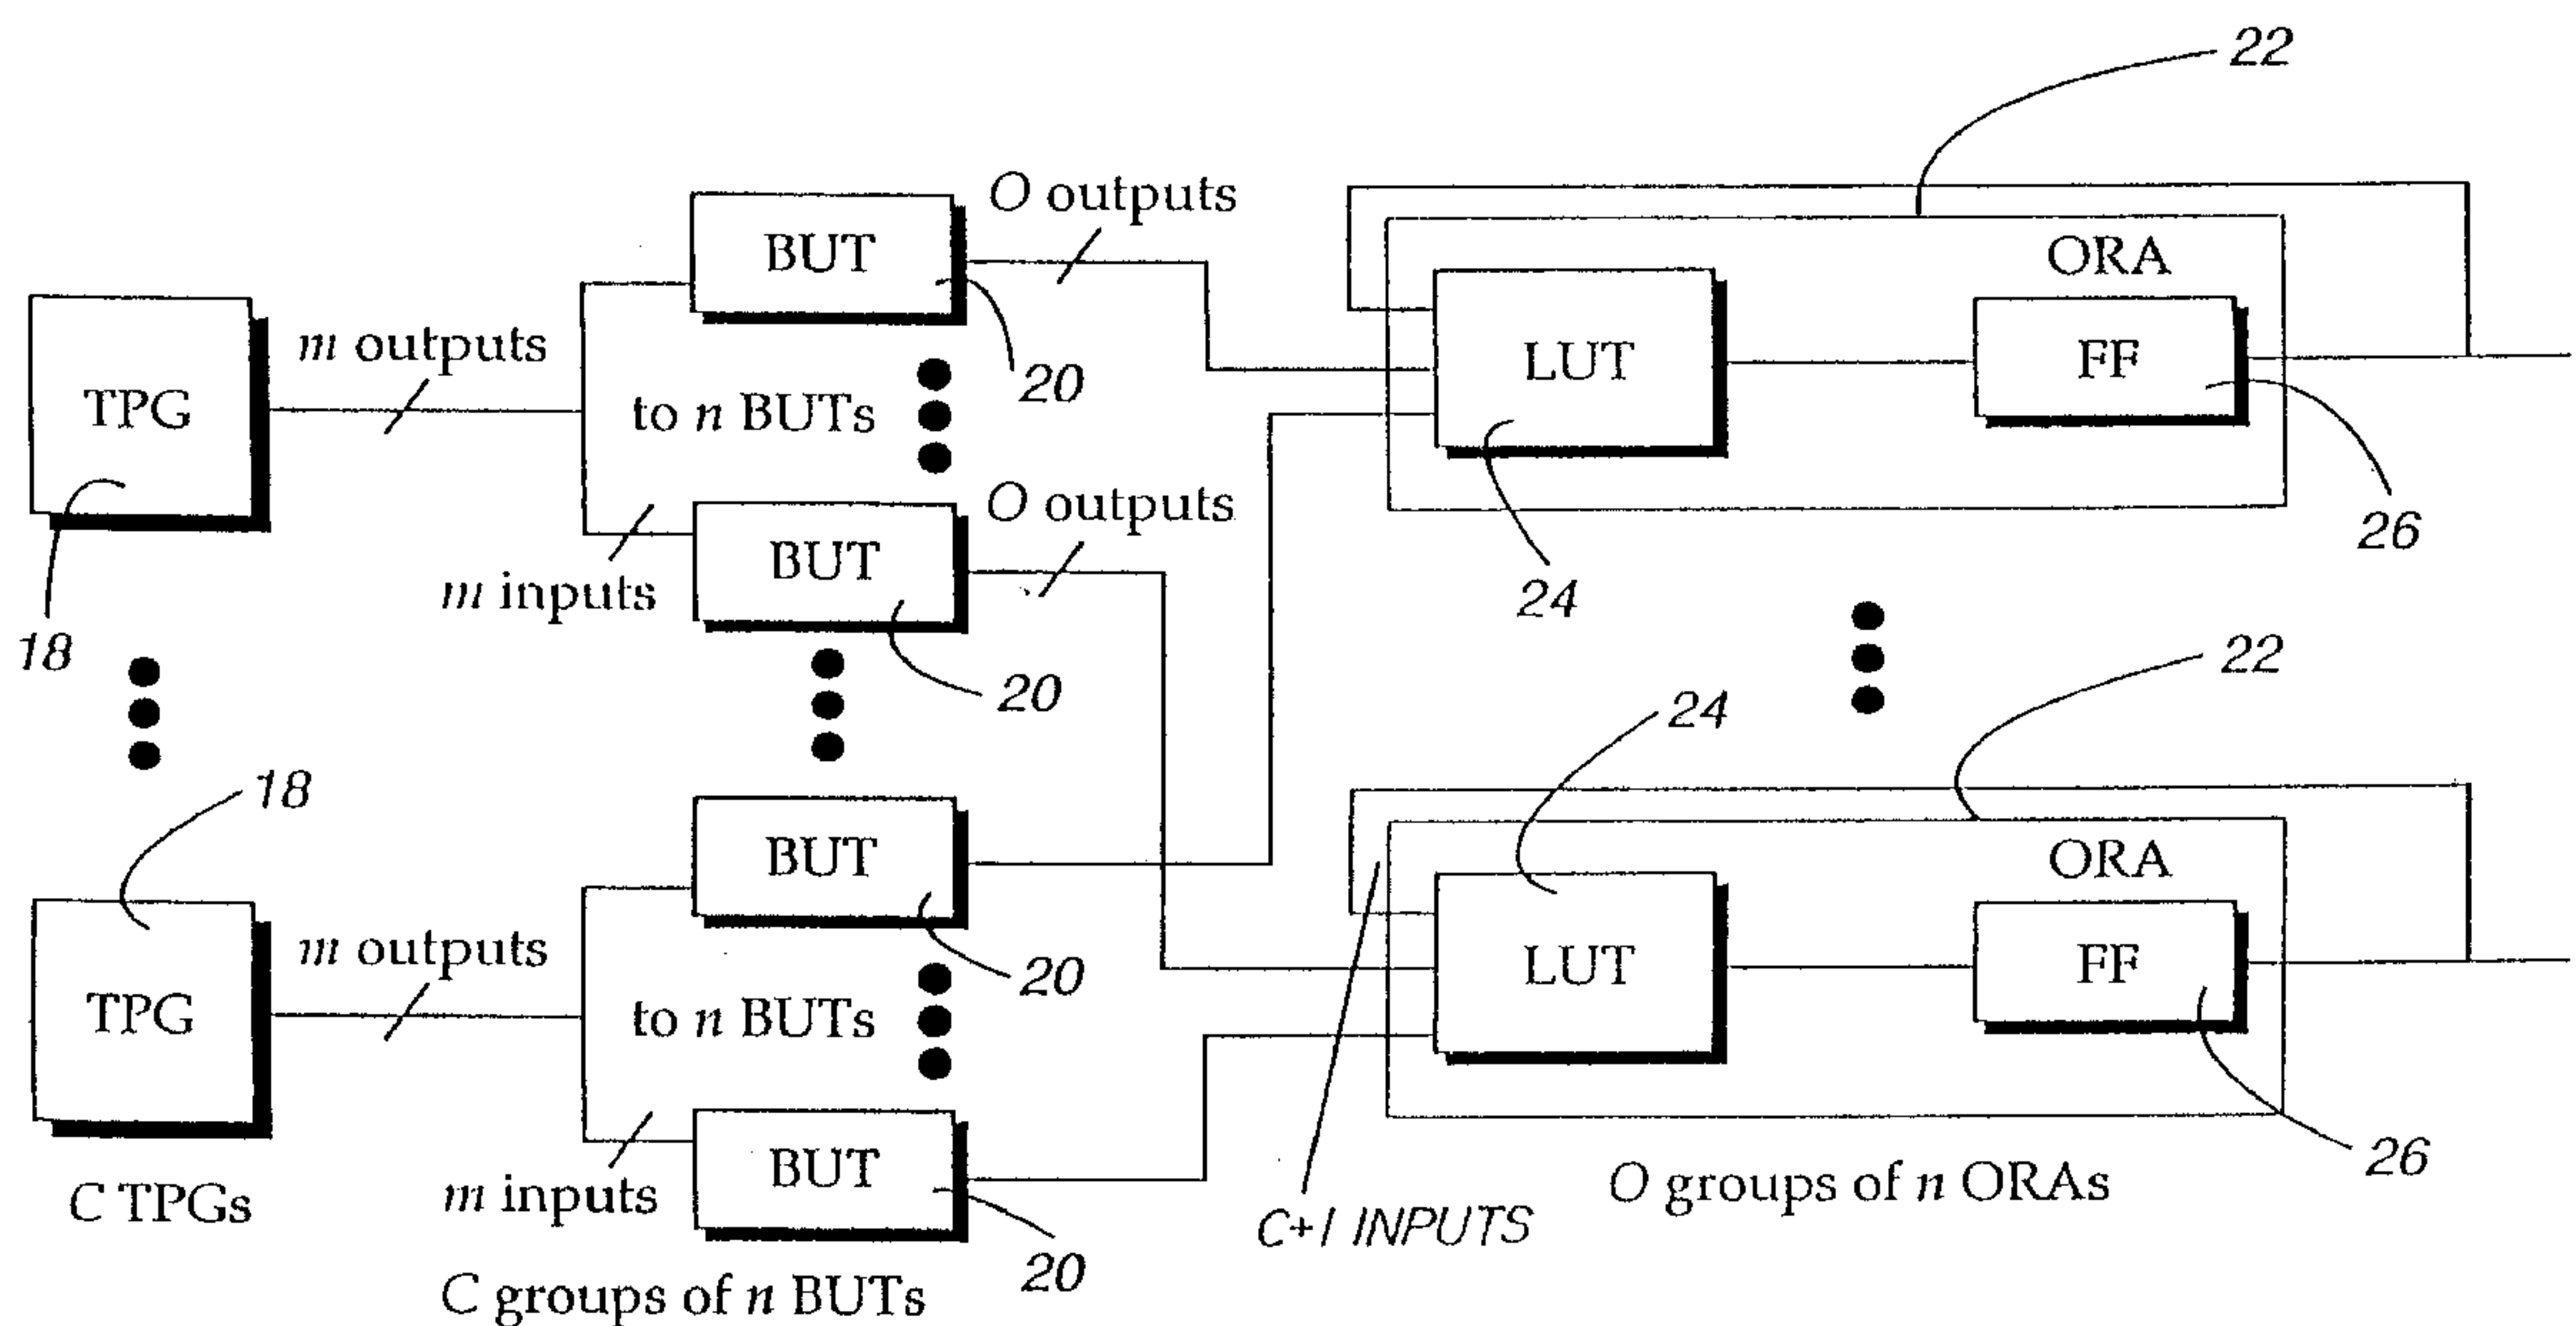 22
O outputs
BUT
ORA
m outputs
LUT
FF
TPG
to n BUTs
20
O outputs
26
BUT
m inputs
24
18
20
22
24
18
BUT
ORA
m outputs
LUT
FF
20
TPG
to n BUTs
26
BUT
m inputs
C TPGs
O groups of n ORAs
C+1 INPUTS
20
C groups of n BUTs